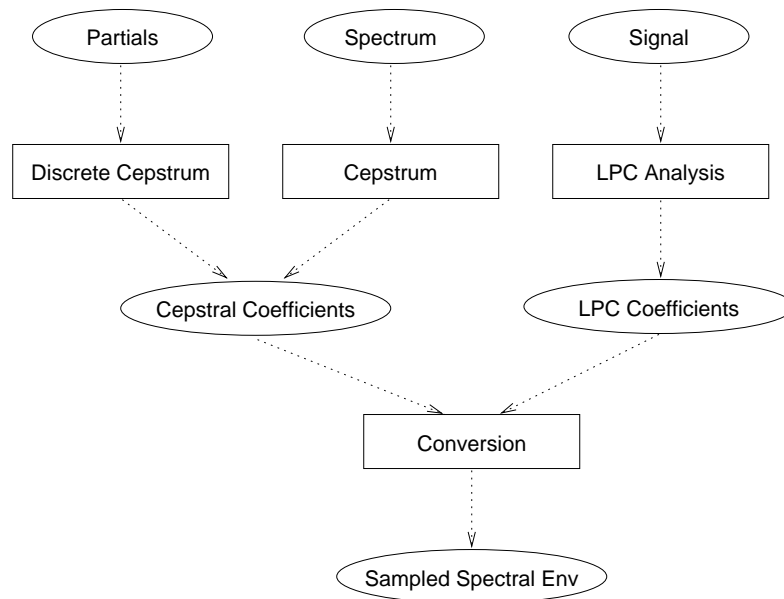 Partials
Spectrum
Signal
Discrete Cepstrum
Cepstrum
LPC Analysis
Cepstral Coefficients
LPC Coefficients
Conversion
Sampled Spectral Env